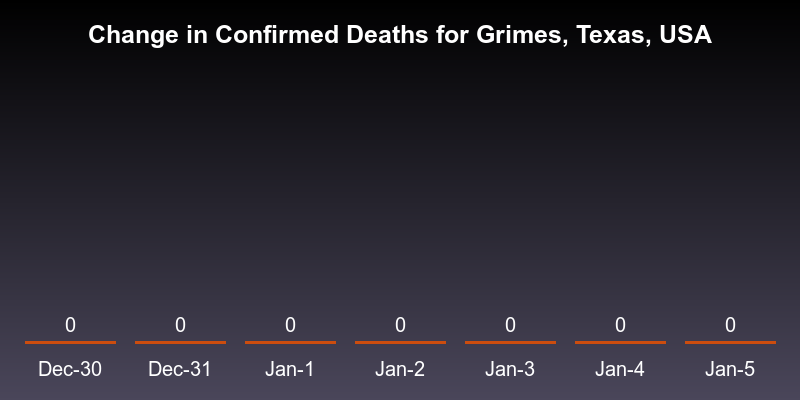 Change in Confirmed Deaths for Grimes, Texas, USA
0 0 0 0 0 0 0
Dec-30 Dec-31 Jan-1 Jan-2 Jan-3 Jan-4 Jan-5